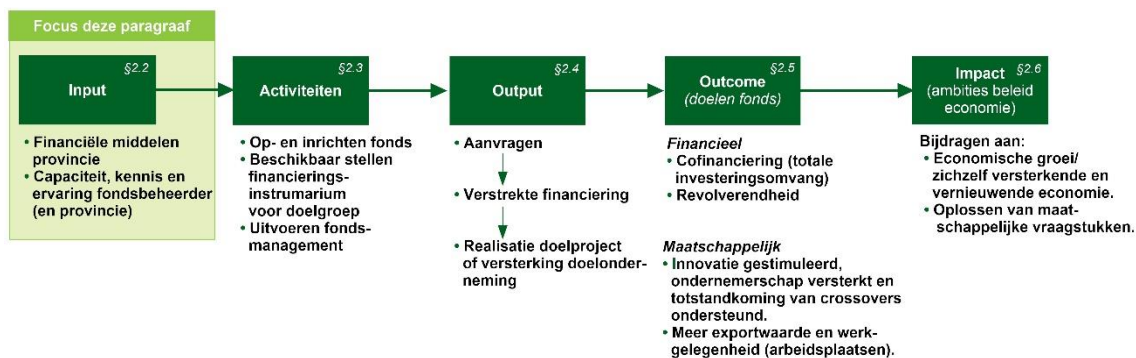 Focus deze paragraaf
§2.2
Input
• Financiële middelen
provincie
• Capaciteit, kennis en
ervaring fondsbeheerder
(en provincie)
§2.3
Activiteiten
• Op- en inrichten fonds
• Beschikbaar stellen
financierings-
instrumarium
voor doelgroep
• Uitvoeren fonds-
management
§2.4
Output
• Aanvragen
• Verstrekte financiering
• Realisatie doelproject
of versterking doelonder-
neming
§2.5
Outcome
(doelen fonds)
Financieel
• Cofinanciering (totale
investeringsomvang)
• Revolverendheid
Maatschappelijk
• Innovatie gestimuleerd,
ondernemerschap versterkt en
totstandkoming van crossovers
ondersteund.
• Meer exportwaarde en werk-
gelegenheid (arbeidsplaatsen).
§2.6
Impact
(ambities beleid
economie)
Bijdragen aan:
• Economische groei/
zichzelf versterkende en
vernieuwende economie.
• Oplossen van maat-
schappelijke vraagstukken.